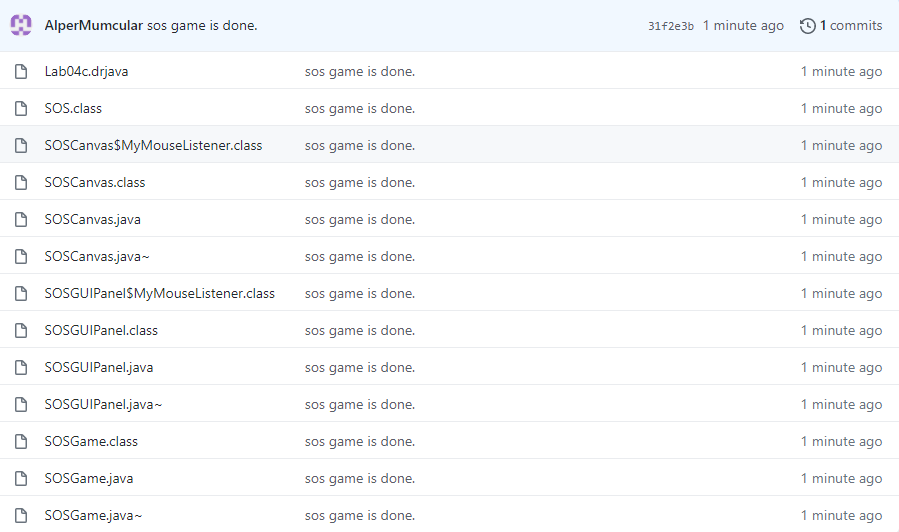 AlperMumcular sos game is done. 31f2e3b 1 minute ago 1 commits
Lab04c.drjava sos game is done. 1 minute ago
SOS.class sos game is done. 1 minute ago
SOSCanvas$MyMouseListener.class sos game is done. 1 minute ago
SOSCanvas.class sos game is done. 1 minute ago
SOSCanvas.java sos game is done. 1 minute ago
SOSCanvas.java~ sos game is done. 1 minute ago
SOSGUIPanel$MyMouseListener.class sos game is done. 1 minute ago
SOSGUIPanel.class sos game is done. 1 minute ago
SOSGUIPanel.java sos game is done. 1 minute ago
SOSGUIPanel.java~ sos game is done. 1 minute ago
SOSGame.class sos game is done. 1 minute ago
SOSGame.java sos game is done. 1 minute ago
SOSGame.java~ sos game is done. 1 minute ago